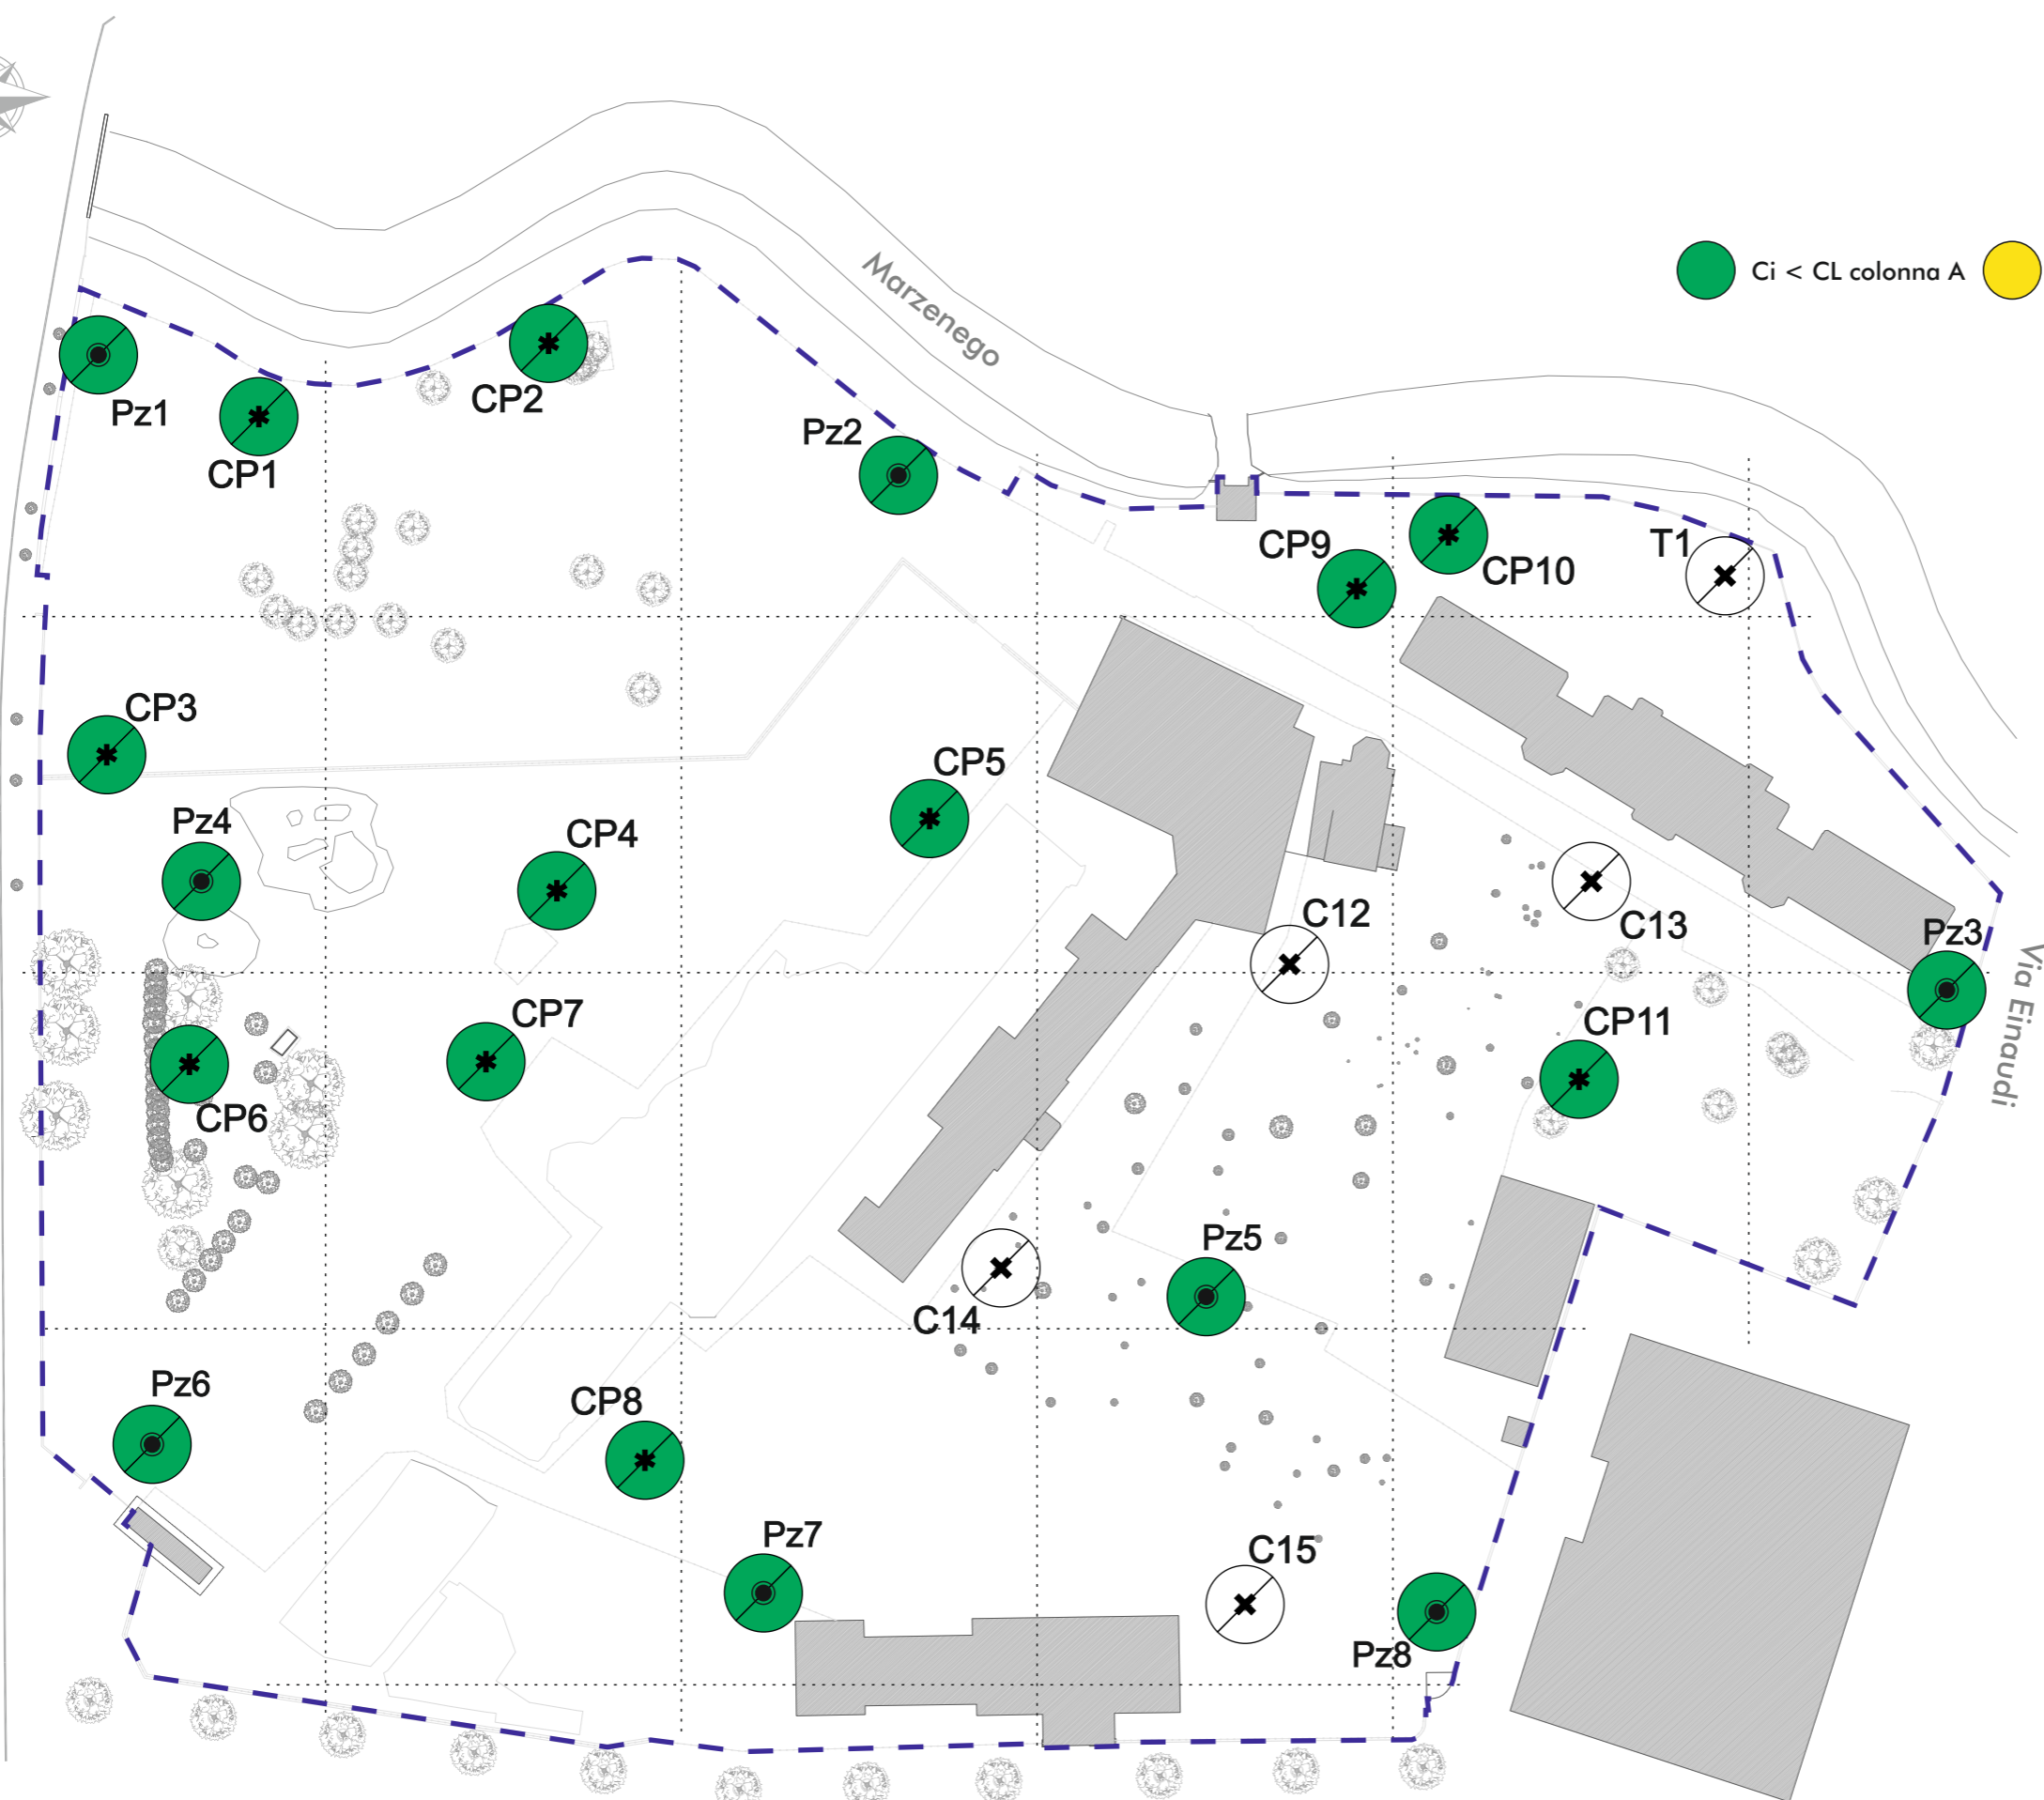 Marzenego
Ci < CL colonna A
Pz1
CP1
CP2
Pz2
CP9
CP10
T1
CP3
Pz4
CP4
CP5
C12
C13
Pz3
Via Einaudi
CP6
CP7
CP11
C14
Pz5
Pz6
CP8
Pz7
C15
Pz8